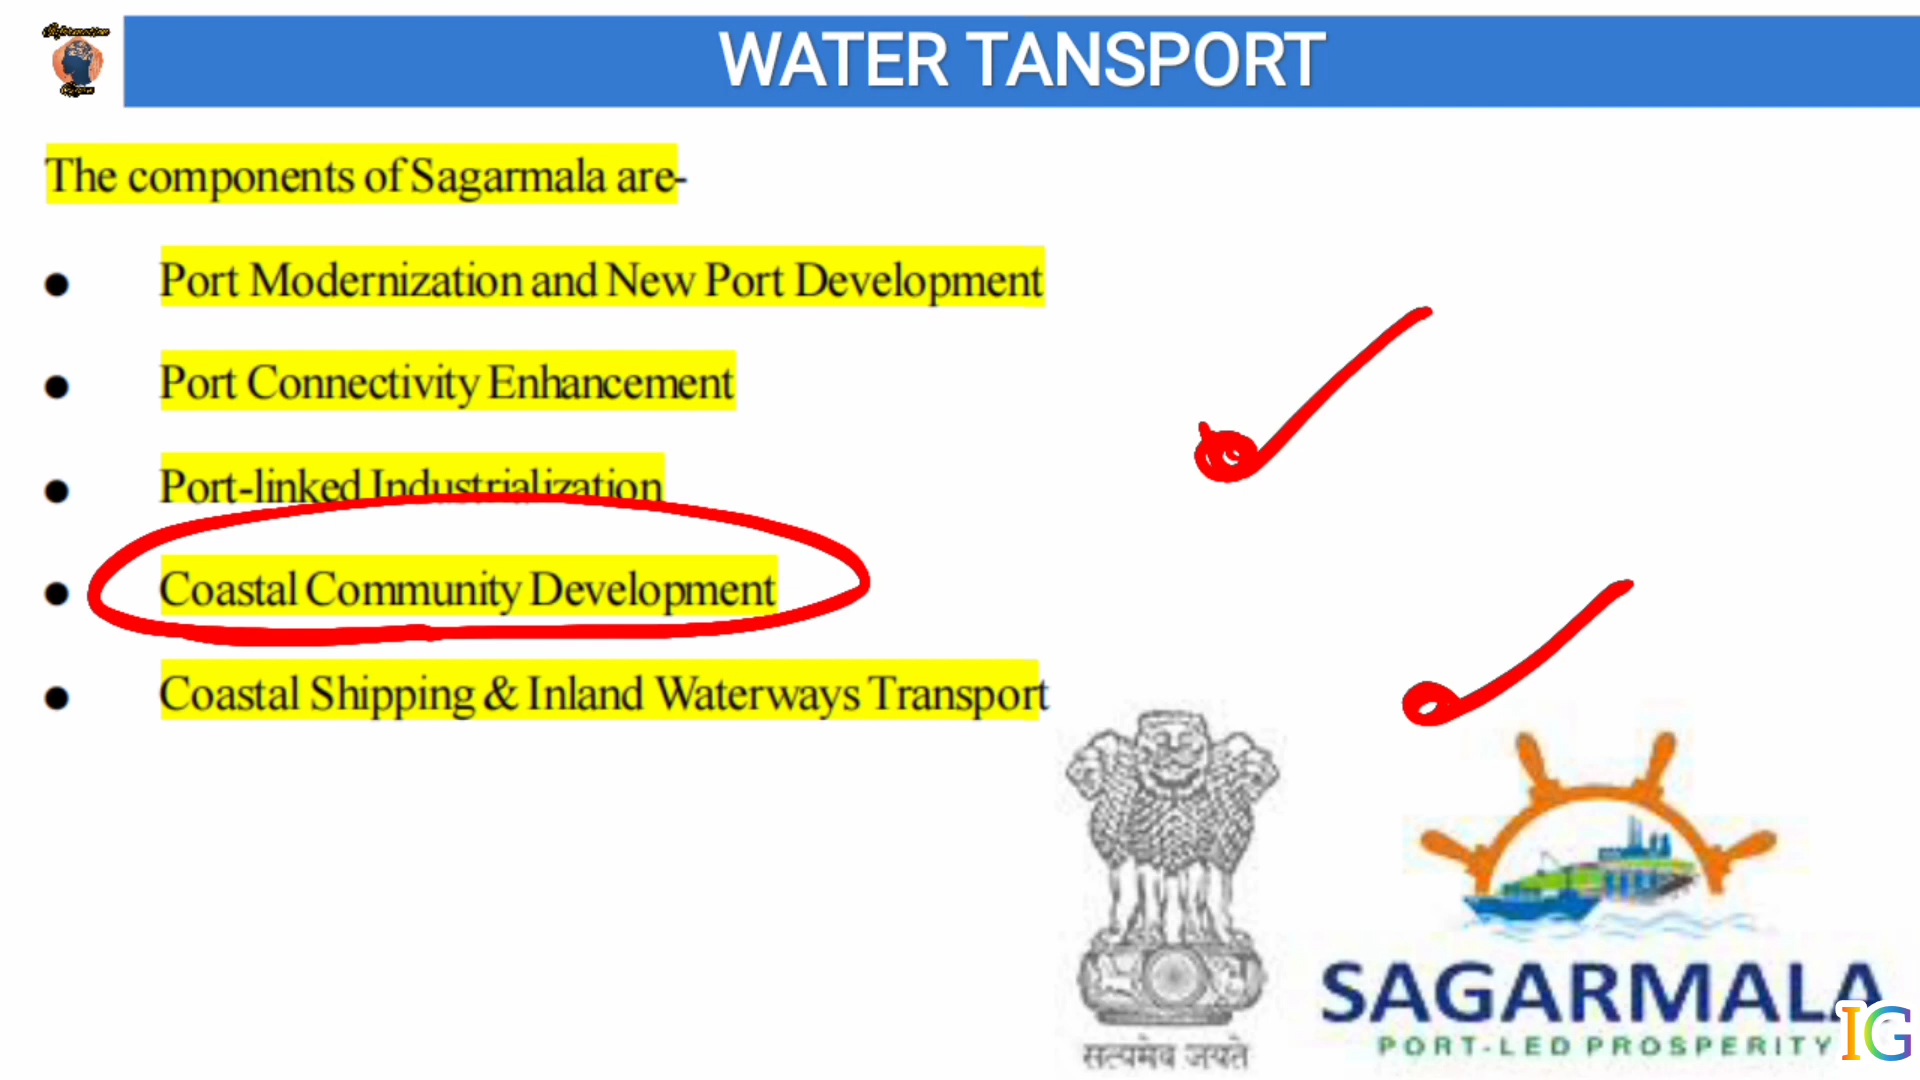 WATER TANSPORT
The components of Sagarmala are-
● Port Modernization and New Port Development
● Port Connectivity Enhancement
● Port-linked Industrialization
● Coastal Community Development
● Coastal Shipping & Inland Waterways Transport
सत्यमेव जयते
SAGARMALA
PORT-LED PROSPERITY
IG